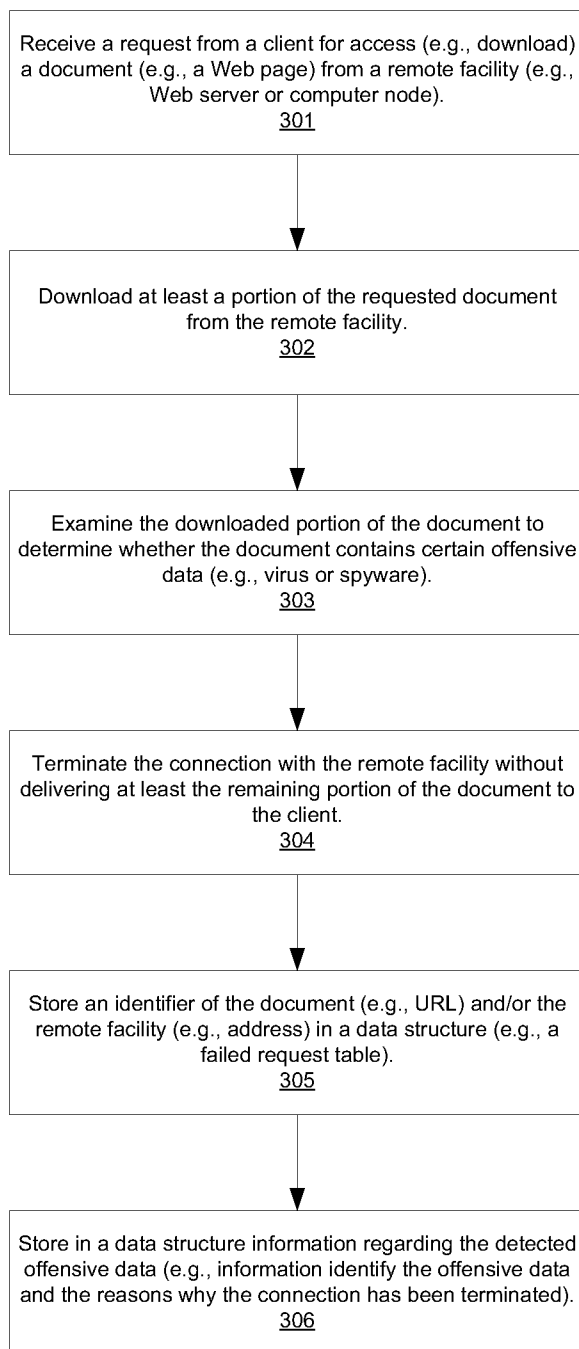 Receive a request from a client for access (e.g., download)
a document (e.g., a Web page) from a remote facility (e.g.,
Web server or computer node).
301
Download at least a portion of the requested document
from the remote facility.
302
Examine the downloaded portion of the document to
determine whether the document contains certain offensive
data (e.g., virus or spyware).
303
Terminate the connection with the remote facility without
delivering at least the remaining portion of the document to
the client.
304
Store an identifier of the document (e.g., URL) and/or the
remote facility (e.g., address) in a data structure (e.g., a
failed request table).
305
Store in a data structure information regarding the detected
offensive data (e.g., information identify the offensive data
and the reasons why the connection has been terminated).
306